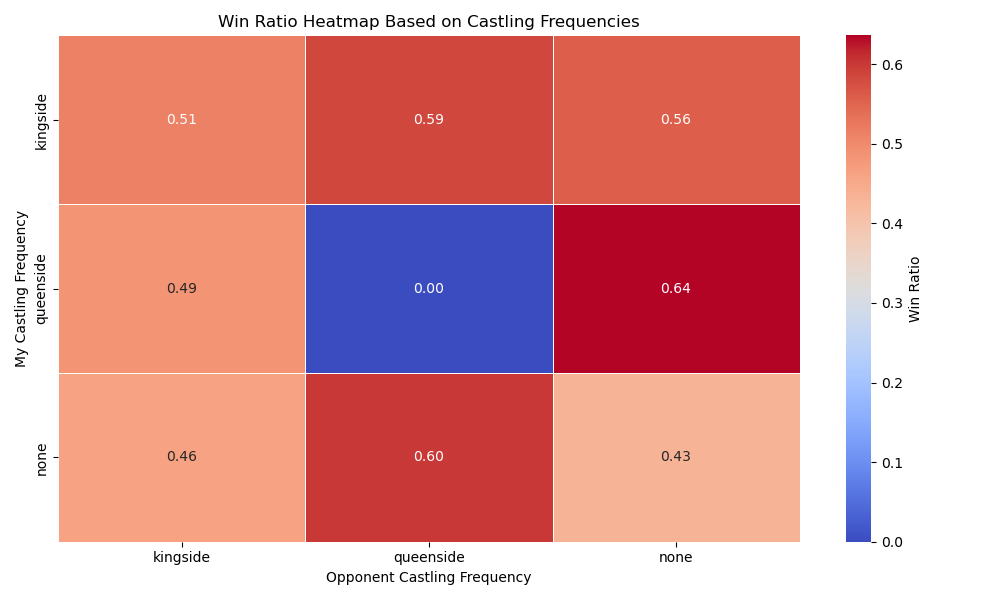 Win Ratio Heatmap Based on Castling Frequencies
My Castling Frequency
kingside
queenside
none
0.51 0.59 0.56
0.49 0.00 0.64
0.46 0.60 0.43
kingside queenside none
Opponent Castling Frequency
0.6
0.5
0.4
0.3
0.2
0.1
0.0
Win Ratio